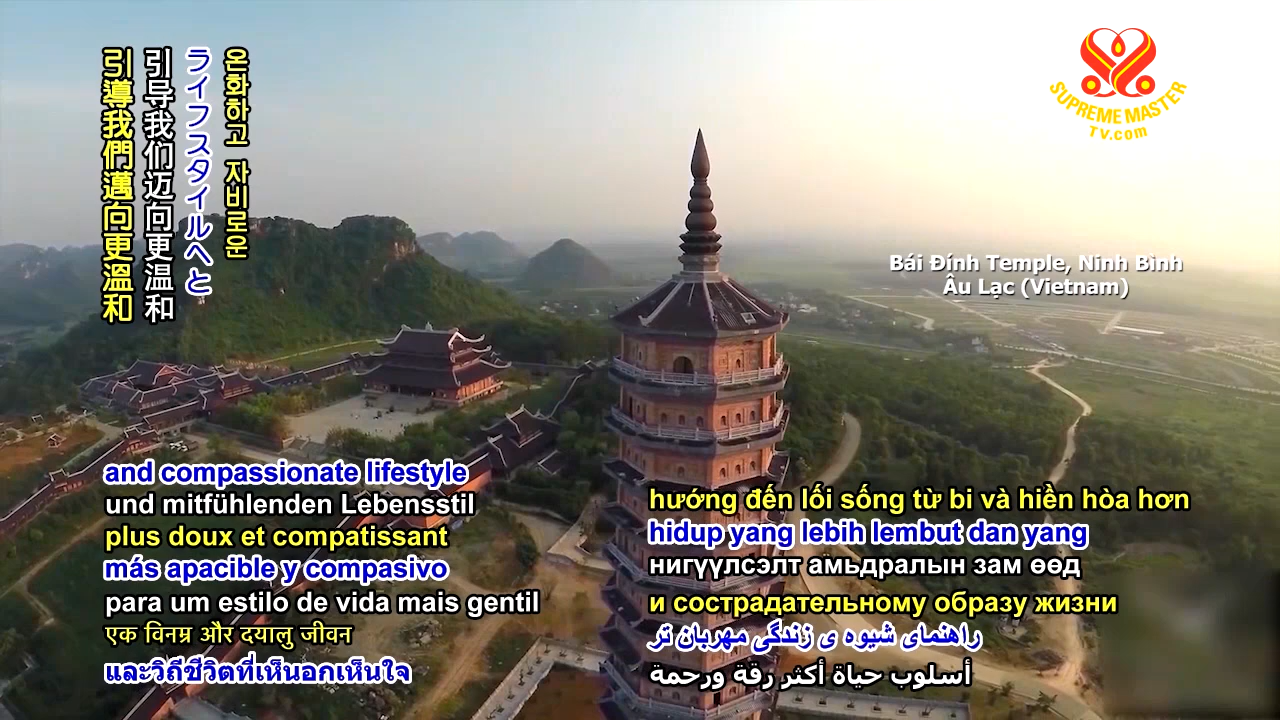 온화하고 자비로운
ライフスタイルへと
引导我们迈向更温和
引導我們邁向更溫和
SUPREME MASTER
TV.com
Bái Đính Temple, Ninh Bình
Âu Lạc (Vietnam)
and compassionate lifestyle
und mitfühlenden Lebensstil
plus doux et compatissant
más apacible y compasivo
para um estilo de vida mais gentil
एक विनम्र और दयालु जीवन
และวิถีชีวิตที่เห็นอกเห็นใจ
hướng đến lối sống từ bi và hiền hòa hơn
hidup yang lebih lembut dan yang
нигүүлсэлт амьдралын зам өөд
и сострадательному образу жизни
راهنمای شیوه ی زندگی مهربان تر
أسلوب حياة أكثر رقة ورحمة